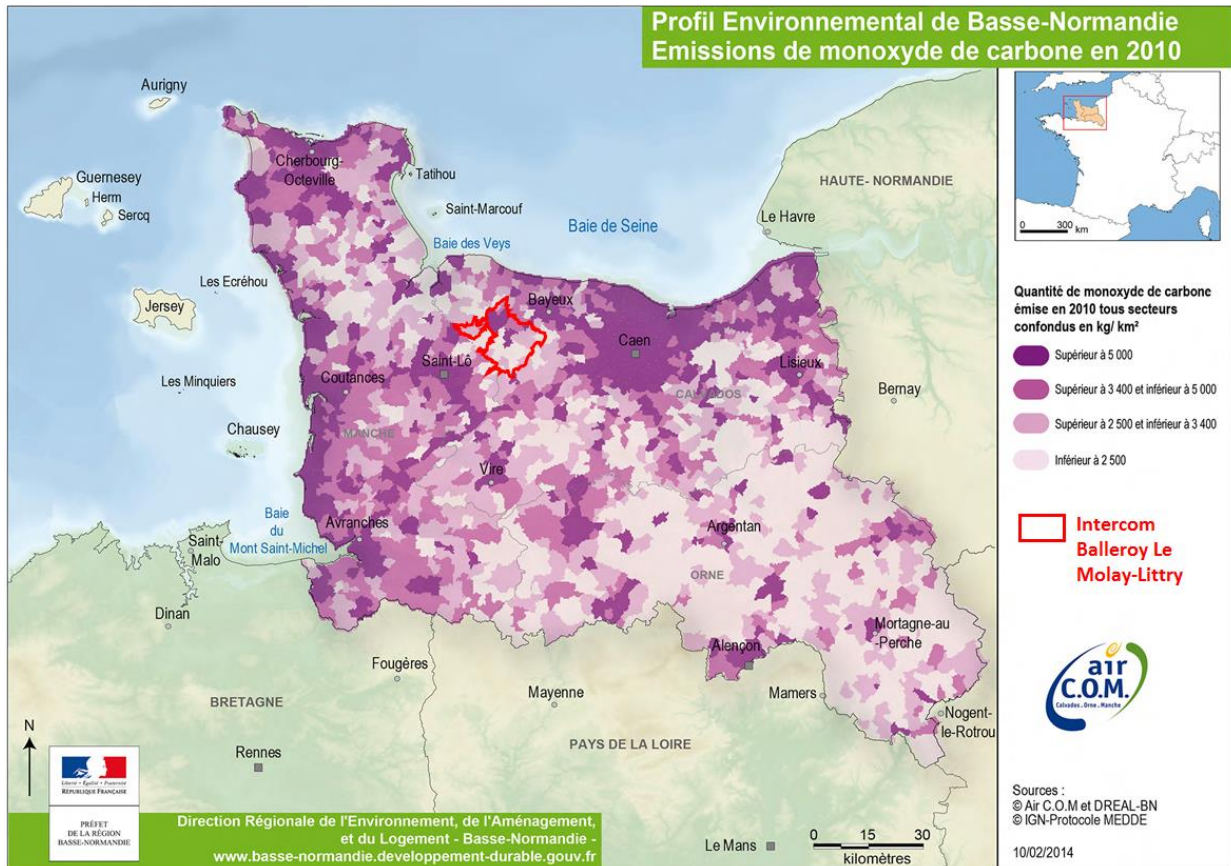 Profil Environnemental de Basse-Normandie
Emissions de monoxyde de carbone en 2010
Aurigny
Cherbourg-
Octeville
Guernesey
Herm
Sercq
Tatihou
Saint-Marcouf
Baie de Seine
Baie des Veys
HAUTE- NORMANDIE
Le Havre
Les Ecréhou
Jersey
Bayeux
Caen
Saint-Lô
Lisieux
Bernay
Les Minquiers
Coutances
CALVADOS
Chausey
MANCHE
Vire
Baie
du
Mont Saint-Michel
Avranches
Argentan
Saint-
Malo
ORNE
Dinan
Mortagne-au
-Perche
Alençon
Fougères
Mayenne
Mamers
BRETAGNE
Nogent-
le-Rotrou
PAYS DE LA LOIRE
Rennes
Le Mans
N
Liberté • Égalité • Fraternité
RÉPUBLIQUE FRANÇAISE
PRÉFET
DE LA RÉGION
BASSE-NORMANDIE
Direction Régionale de l'Environnement, de l'Aménagement,
et du Logement - Basse-Normandie -
www.basse-normandie.developpement-durable.gouv.fr
0 15 30
kilomètres
0 300
km
Quantité de monoxyde de carbone
émise en 2010 tous secteurs
confondus en kg/ km²
Supérieur à 5 000
Supérieur à 3 400 et inférieur à 5 000
Supérieur à 2 500 et inférieur à 3 400
Inférieur à 2 500
Intercom
Balleroy Le
Molay-Littry
air
C.O.M.
Calvados . Orne . Manche
Sources :
© Air C.O.M et DREAL-BN
© IGN-Protocole MEDDE
10/02/2014